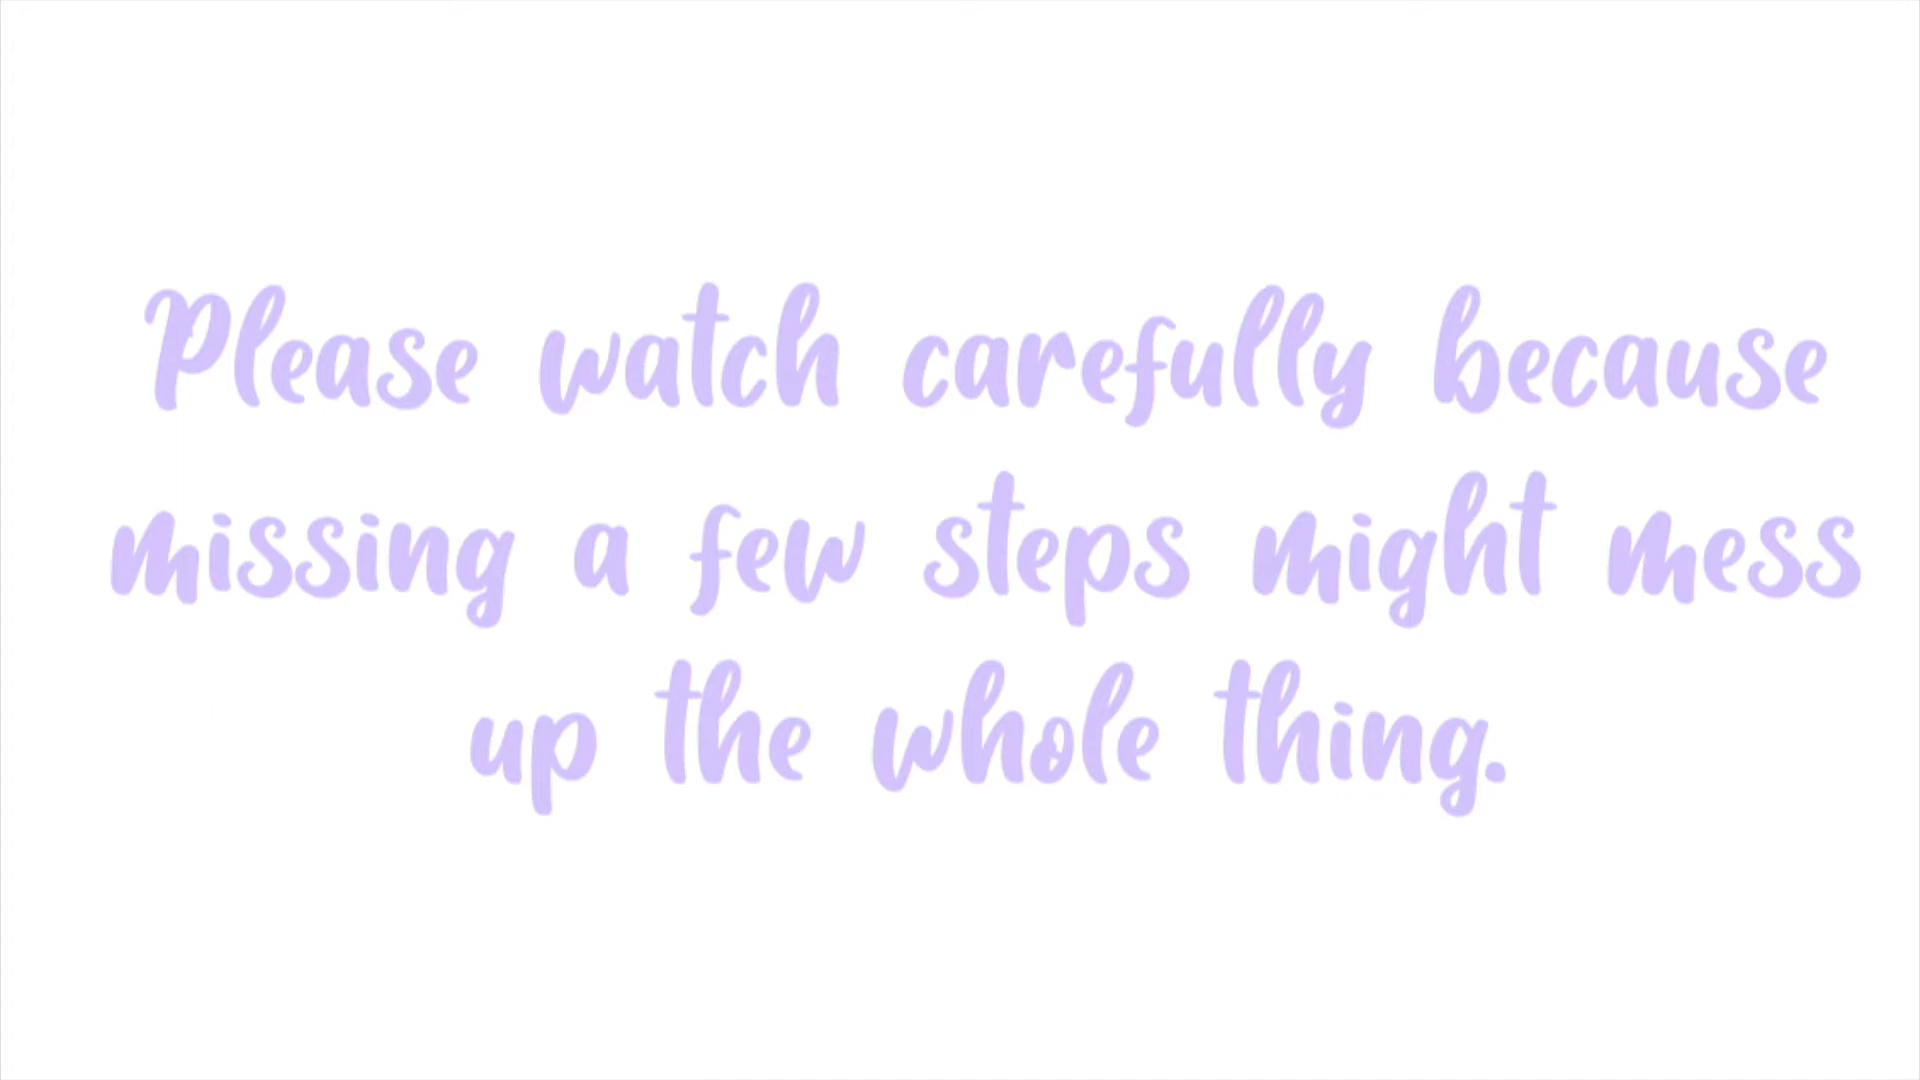 Please watch carefully because
missing a few steps might mess
up the whole thing.